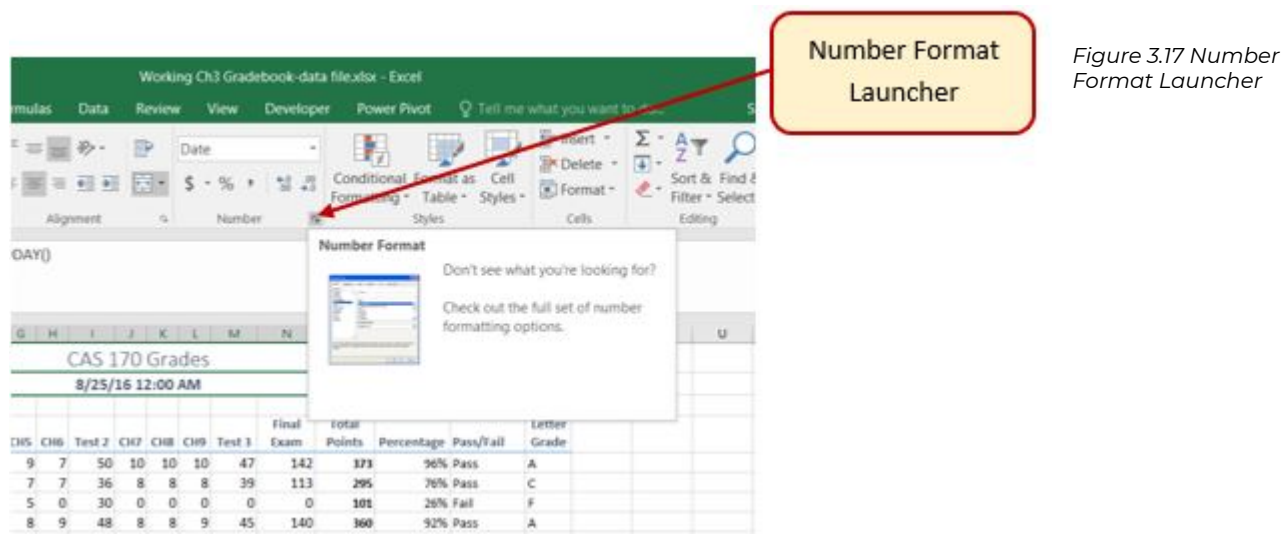 Number Format
Launcher
Figure 3.17 Number
Format Launcher
Working Ch3 Gradebook-data file.xlsx - Excel
mulas Data Review View Developer Power Pivot Tell me what you want to
Date
$ % ,
Conditional Format as Cell
Formatting Table Styles
Insert
Delete
Format
Sort & Find &
Filter Select
Alignment Number Styles Cells Editing
DAY()
Number Format
Don't see what you're looking for?
Check out the full set of number
formatting options.
G H I J K L M N U
CAS 170 Grades
8/25/16 12:00 AM
Final Total Letter
CH5 CH6 Test 2 CH7 CH8 CH9 Test 3 Exam Points Percentage Pass/Fail Grade
9 7 50 10 10 10 47 142 373 96% Pass A
7 7 36 8 8 8 39 113 295 76% Pass C
5 0 30 0 0 0 0 0 101 26% Fail F
8 9 48 8 8 9 45 140 360 92% Pass A